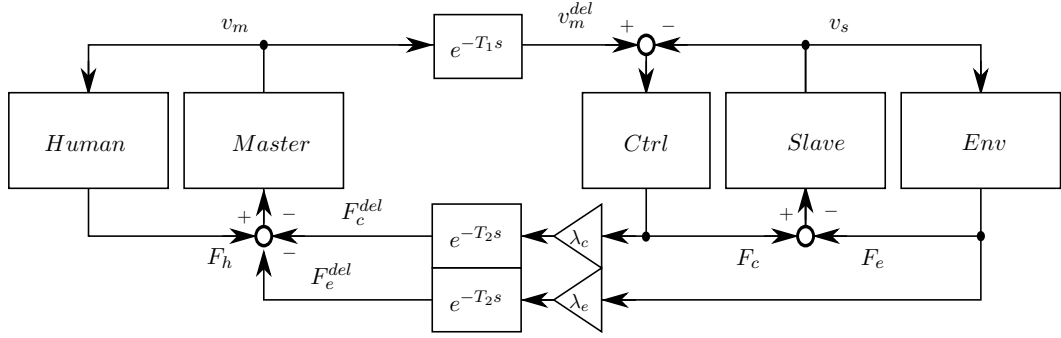 v_m
v_m^{del}
v_s
e^{-T_1 s}
+
−
Human
Master
Ctrl
Slave
Env
+
−
F_c^{del}
e^{-T_2 s}
λ_c
+
−
F_h
−
F_c
F_e
F_e^{del}
e^{-T_2 s}
λ_e